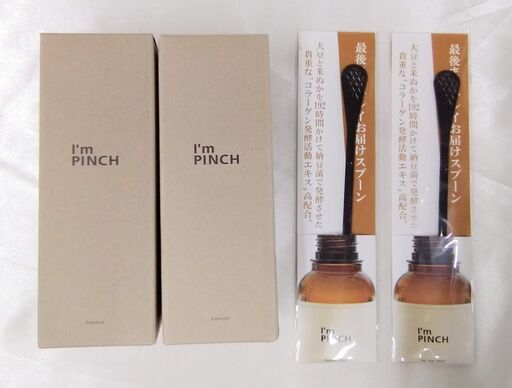 I'm
PINCH
Essence
I'm
PINCH
Essence
最後
イお届けスプーン
大豆と米ぬかを192時間かけて納豆菌で発酵させた
貴重な“コラーゲン発酵活動エキス”高配合。
I'm
PINCH
最後
イお届けスプーン
大豆と米ぬかを192時間かけて納豆菌で発酵させた
貴重な“コラーゲン発酵活動エキス”高配合。
I'm
PINCH